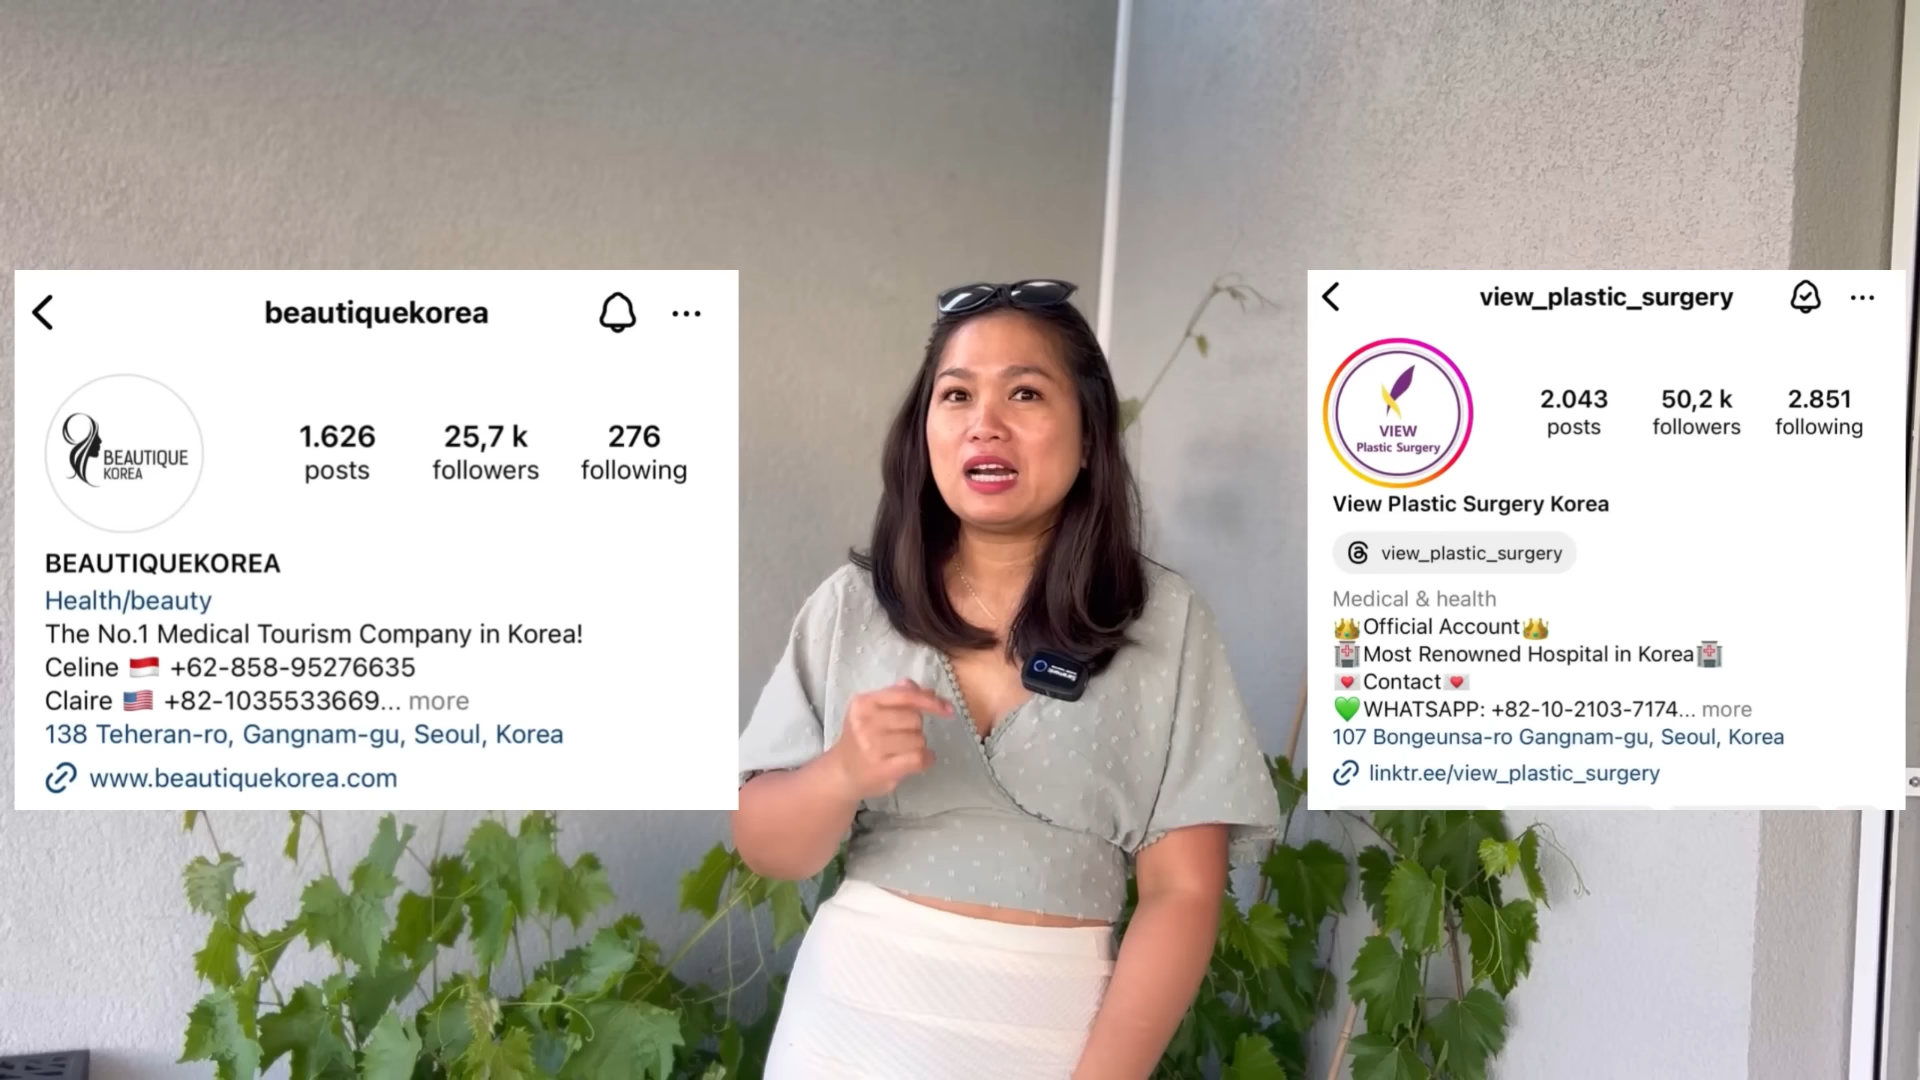 beautiquekorea
BEAUTIQUE
KOREA
1.626 25,7 k 276
posts followers following
BEAUTIQUEKOREA
Health/beauty
The No.1 Medical Tourism Company in Korea!
Celine 🇮🇩 +62-858-95276635
Claire 🇺🇸 +82-1035533669... more
138 Teheran-ro, Gangnam-gu, Seoul, Korea
www.beautiquekorea.com
view_plastic_surgery
VIEW
Plastic Surgery
2.043 50,2 k 2.851
posts followers following
View Plastic Surgery Korea
view_plastic_surgery
Medical & health
👑Official Account👑
🏥Most Renowned Hospital in Korea🏥
💌Contact💌
💚WHATSAPP: +82-10-2103-7174... more
107 Bongeunsa-ro Gangnam-gu, Seoul, Korea
linktr.ee/view_plastic_surgery